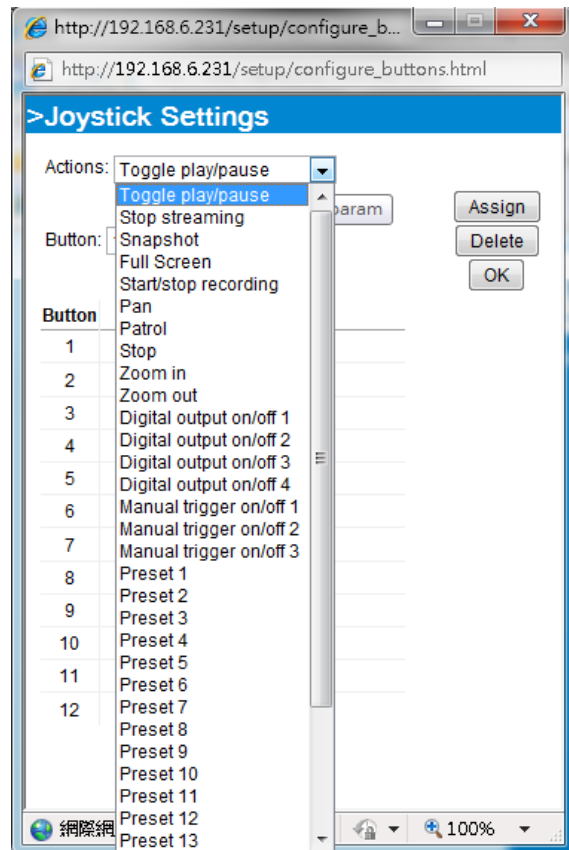 http://192.168.6.231/setup/configure_b...
http://192.168.6.231/setup/configure_buttons.html
>Joystick Settings
Actions: Toggle play/pause
Toggle play/pause
Stop streaming
Snapshot
Full Screen
Start/stop recording
Pan
Patrol
Stop
Zoom in
Zoom out
Digital output on/off 1
Digital output on/off 2
Digital output on/off 3
Digital output on/off 4
Manual trigger on/off 1
Manual trigger on/off 2
Manual trigger on/off 3
Preset 1
Preset 2
Preset 3
Preset 4
Preset 5
Preset 6
Preset 7
Preset 8
Preset 9
Preset 10
Preset 11
Preset 12
Preset 13
param
Assign
Button:
Delete
OK
Button
1
2
3
4
5
6
7
8
9
10
11
12
網際網
100%